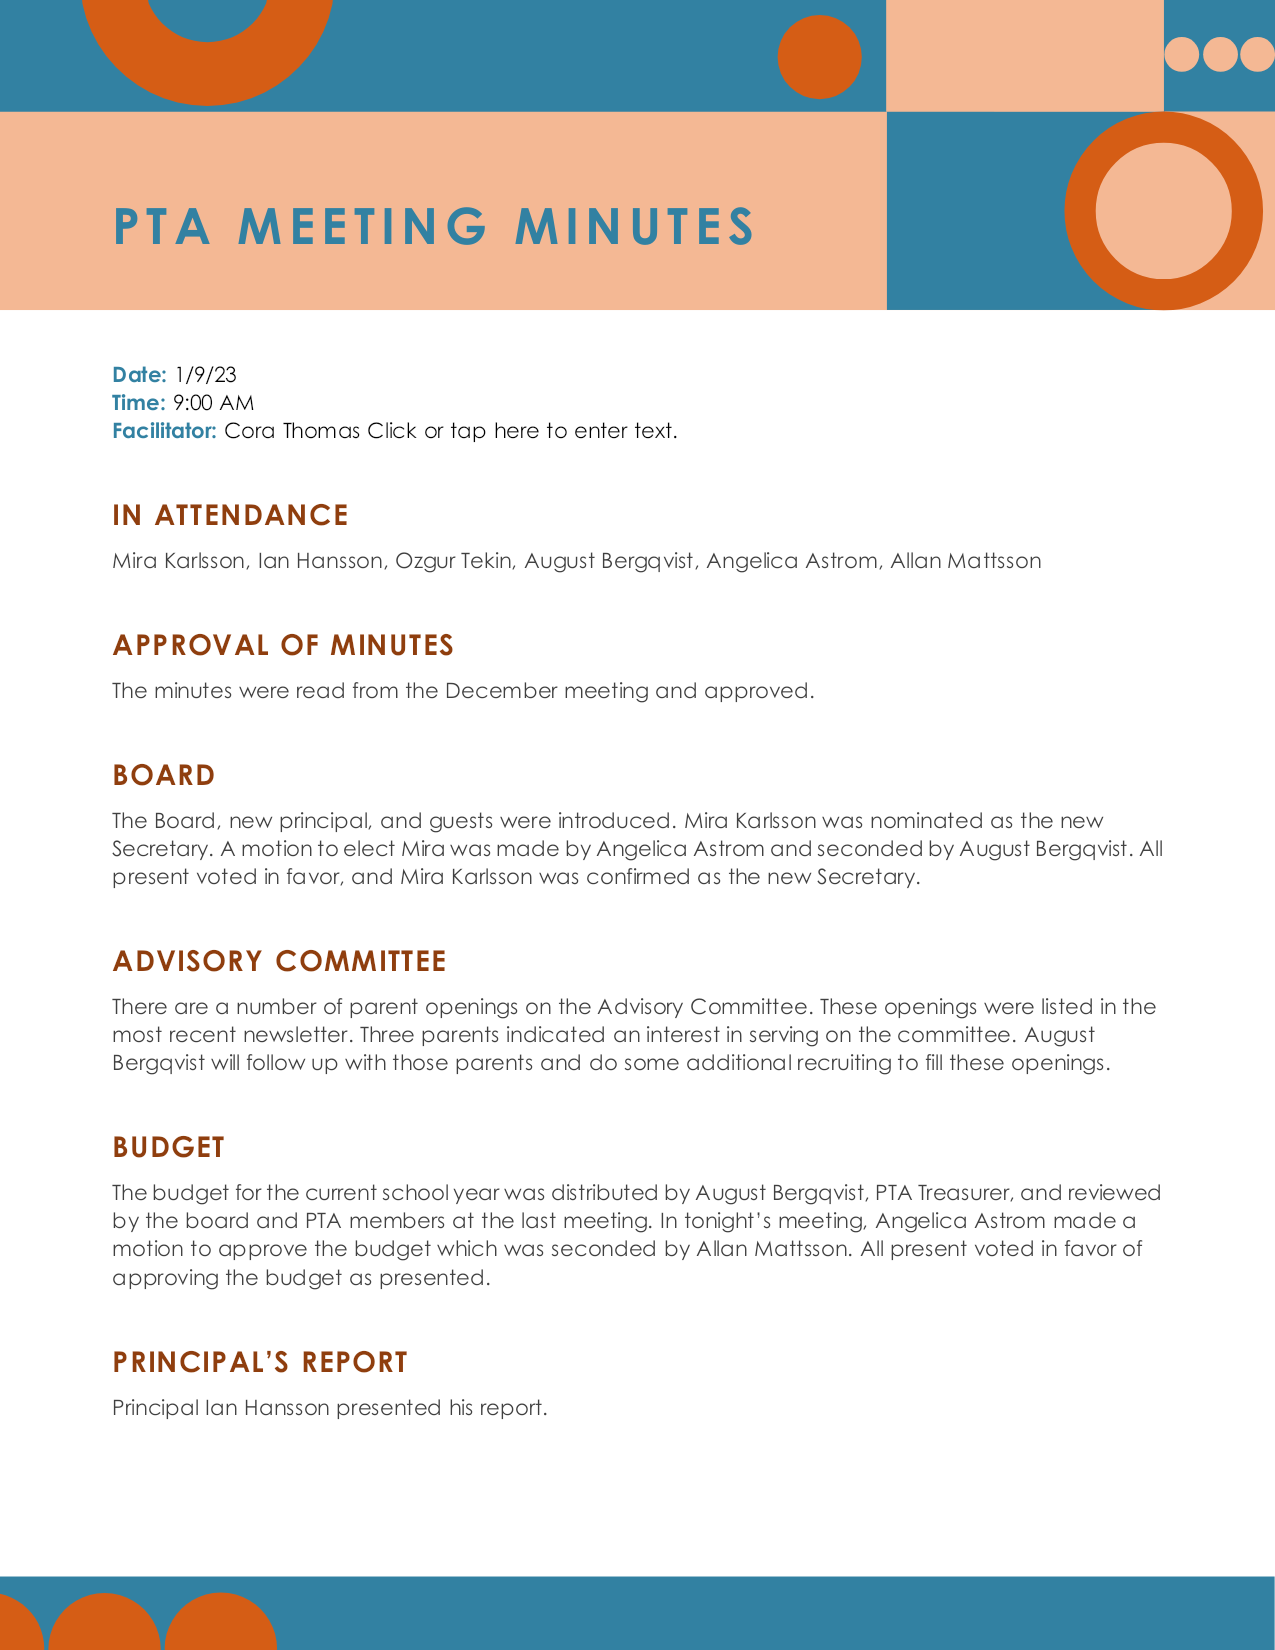 PTA MEETING MINUTES
Date: 1/9/23
Time: 9:00 AM
Facilitator: Cora Thomas Click or tap here to enter text.
IN ATTENDANCE
Mira Karlsson, Ian Hansson, Ozgur Tekin, August Bergqvist, Angelica Astrom, Allan Mattsson
APPROVAL OF MINUTES
The minutes were read from the December meeting and approved.
BOARD
The Board, new principal, and guests were introduced. Mira Karlsson was nominated as the new
Secretary. A motion to elect Mira was made by Angelica Astrom and seconded by August Bergqvist. All
present voted in favor, and Mira Karlsson was confirmed as the new Secretary.
ADVISORY COMMITTEE
There are a number of parent openings on the Advisory Committee. These openings were listed in the
most recent newsletter. Three parents indicated an interest in serving on the committee. August
Bergqvist will follow up with those parents and do some additional recruiting to fill these openings.
BUDGET
The budget for the current school year was distributed by August Bergqvist, PTA Treasurer, and reviewed
by the board and PTA members at the last meeting. In tonight’s meeting, Angelica Astrom made a
motion to approve the budget which was seconded by Allan Mattsson. All present voted in favor of
approving the budget as presented.
PRINCIPAL’S REPORT
Principal Ian Hansson presented his report.